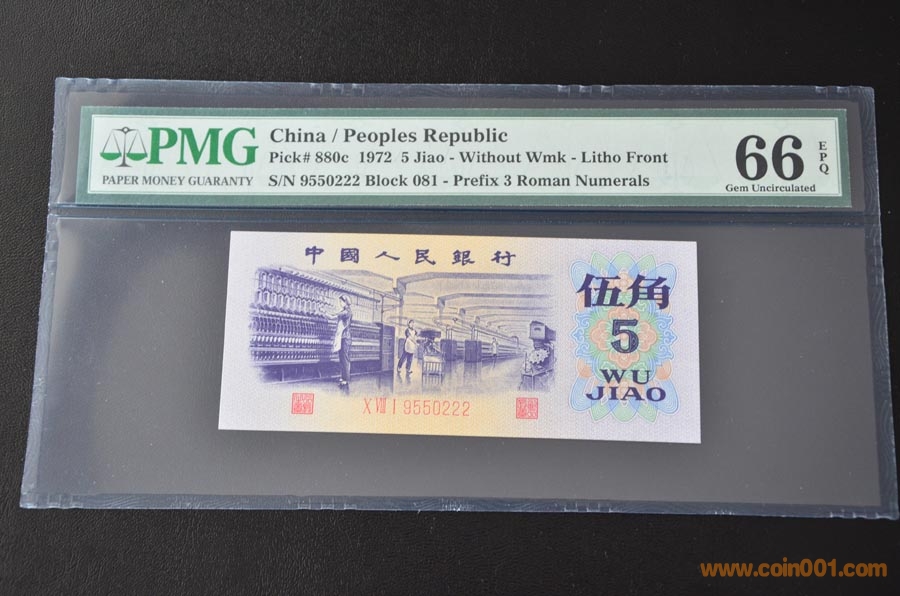 PMG
PAPER MONEY GUARANTY
China / Peoples Republic
Pick# 880c 1972 5 Jiao - Without Wmk - Litho Front
S/N 9550222 Block 081 - Prefix 3 Roman Numerals
66
EPQ
Gem Uncirculated
中國人民銀行
伍角
5
WU
JIAO
X VIII I 9550222
www.coin001.com